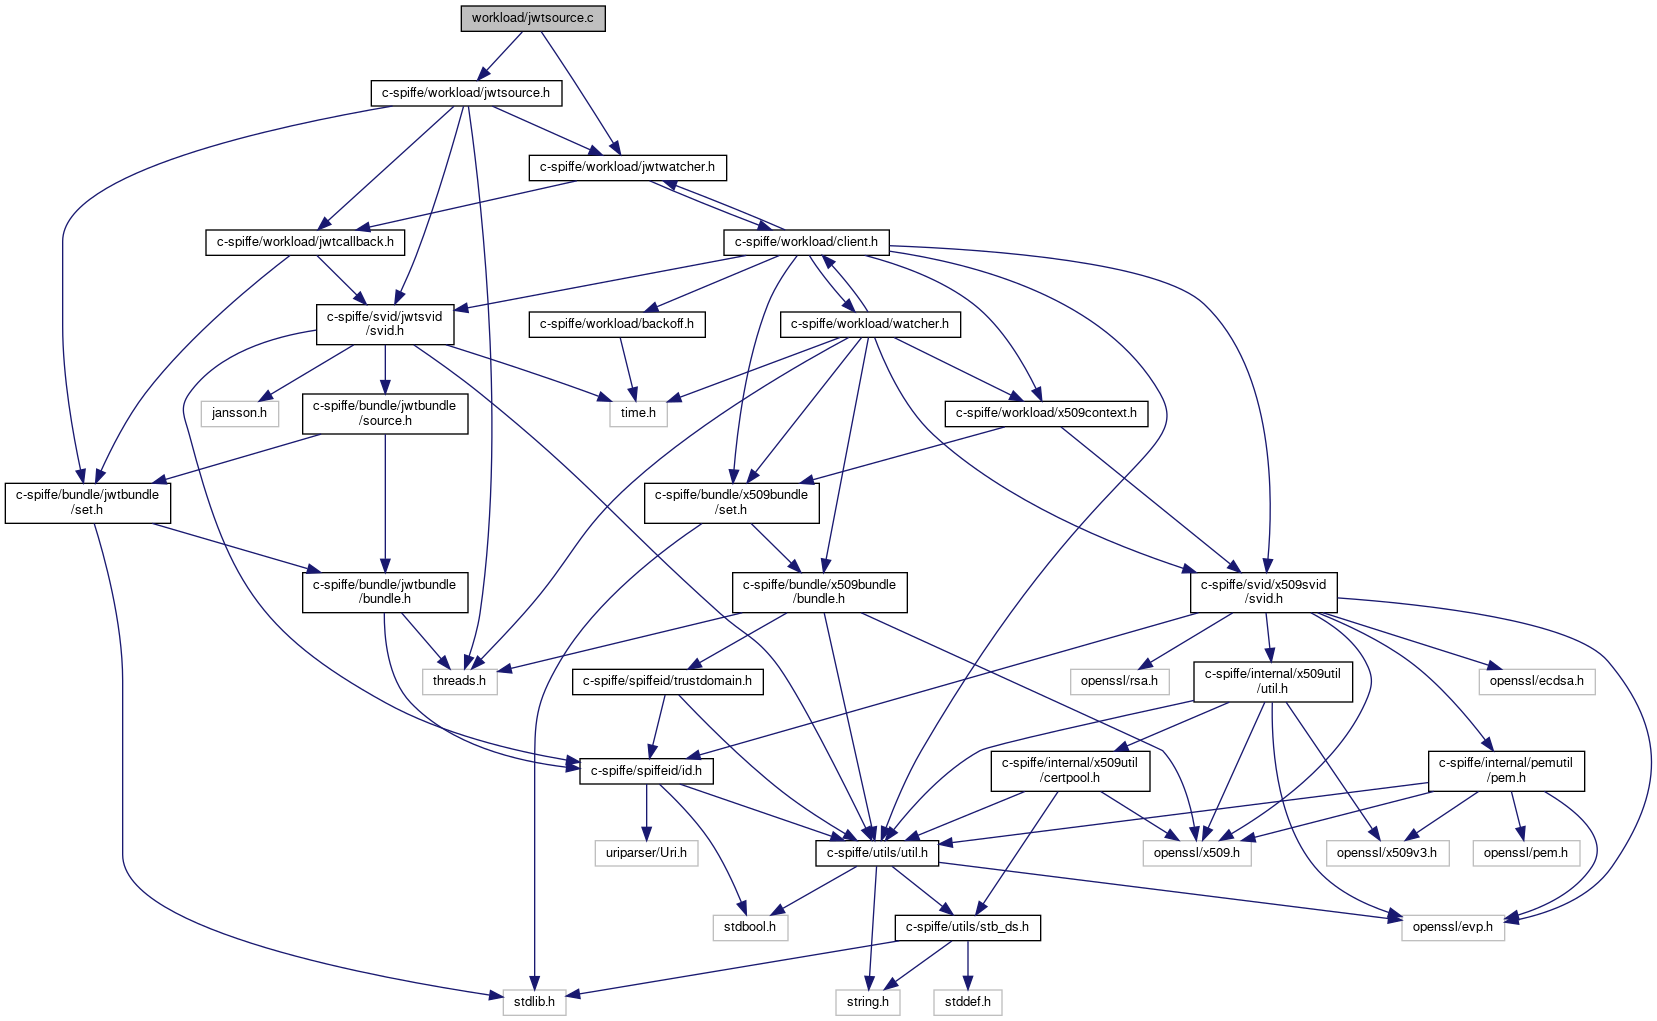 workload/jwtsource.c
c-spiffe/workload/jwtsource.h
c-spiffe/workload/jwtwatcher.h
c-spiffe/workload/jwtcallback.h
c-spiffe/workload/client.h
c-spiffe/svid/jwtsvid
/svid.h
c-spiffe/workload/backoff.h
c-spiffe/workload/watcher.h
jansson.h
c-spiffe/bundle/jwtbundle
/source.h
time.h
c-spiffe/workload/x509context.h
c-spiffe/bundle/jwtbundle
/set.h
c-spiffe/bundle/x509bundle
/set.h
c-spiffe/bundle/jwtbundle
/bundle.h
c-spiffe/bundle/x509bundle
/bundle.h
c-spiffe/svid/x509svid
/svid.h
threads.h
c-spiffe/spiffeid/trustdomain.h
openssl/rsa.h
c-spiffe/internal/x509util
/util.h
openssl/ecdsa.h
c-spiffe/spiffeid/id.h
c-spiffe/internal/x509util
/certpool.h
c-spiffe/internal/pemutil
/pem.h
uriparser/Uri.h
c-spiffe/utils/util.h
openssl/x509.h
openssl/x509v3.h
openssl/pem.h
stdbool.h
c-spiffe/utils/stb_ds.h
openssl/evp.h
stdlib.h
string.h
stddef.h